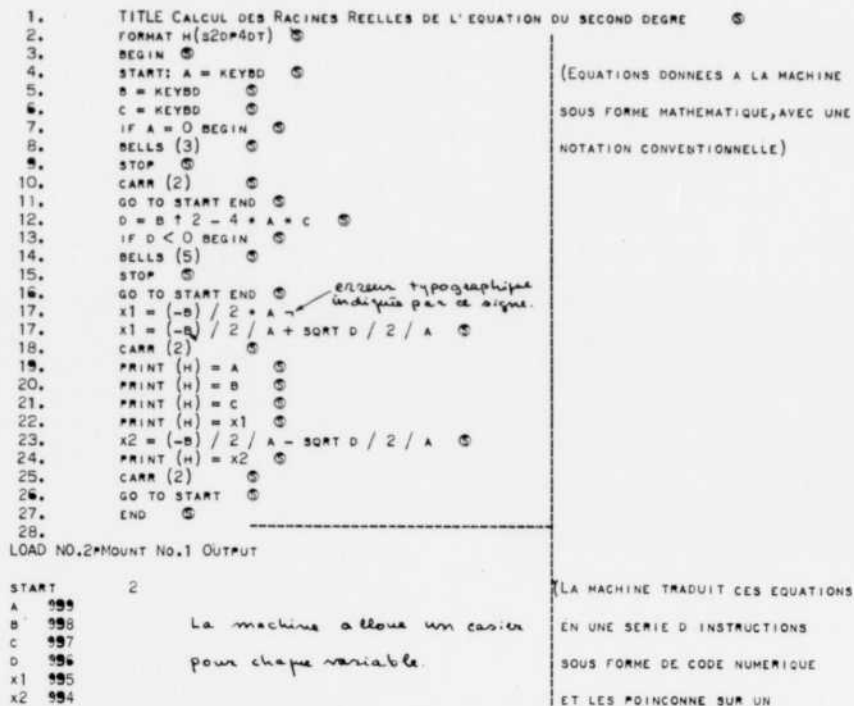 1. TITLE CALCUL DES RACINES REELLES DE L'EQUATION DU SECOND DEGRE Ⓢ
2. FORMAT H(S2DP4DT) Ⓢ
3. BEGIN Ⓢ
4. START: A = KEYBD Ⓢ
5. B = KEYBD Ⓢ
6. C = KEYBD Ⓢ
7. IF A = 0 BEGIN Ⓢ
8. BELLS (3) Ⓢ
9. STOP Ⓢ
10. CARR (2) Ⓢ
11. GO TO START END Ⓢ
12. D = B ↑ 2 - 4 * A * C Ⓢ
13. IF D < 0 BEGIN Ⓢ
14. BELLS (5) Ⓢ
15. STOP Ⓢ
16. GO TO START END Ⓢ
17. X1 = (-B) / 2 * A ¬
erreur typographique
indiquée par ce signe.
17. X1 = (-B) / 2 / A + SQRT D / 2 / A Ⓢ
18. CARR (2) Ⓢ
19. PRINT (H) = A Ⓢ
20. PRINT (H) = B Ⓢ
21. PRINT (H) = C Ⓢ
22. PRINT (H) = X1 Ⓢ
23. X2 = (-B) / 2 / A - SQRT D / 2 / A Ⓢ
24. PRINT (H) = X2 Ⓢ
25. CARR (2) Ⓢ
26. GO TO START Ⓢ
27. END Ⓢ
28.
(EQUATIONS DONNEES A LA MACHINE
SOUS FORME MATHEMATIQUE, AVEC UNE
NOTATION CONVENTIONNELLE)
LOAD NO.2 MOUNT NO.1 OUTPUT
START 2
A 999
B 998
C 997
D 996
X1 995
X2 994
La machine alloue un casier
pour chaque variable.
(LA MACHINE TRADUIT CES EQUATIONS
EN UNE SERIE D INSTRUCTIONS
SOUS FORME DE CODE NUMERIQUE
ET LES POINCONNE SUR UN